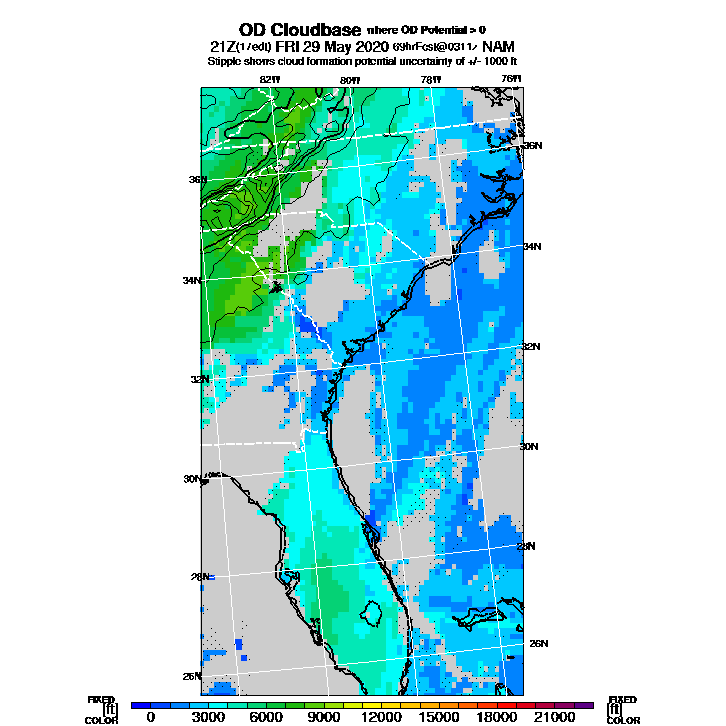 OD Cloudbase where OD Potential > 0
21Z(17edt) FRI 29 May 2020 69hrFcst@0311z NAM
Stipple shows cloud formation potential uncertainty of +/- 1000 ft
82W 80W 78W 76W
36N
36N
34N
34N
32N
32N
30N
30N
28N
28N
26N
26N
FIXED FIXED
[ft] [ft]
COLOR COLOR
0 3000 6000 9000 12000 15000 18000 21000